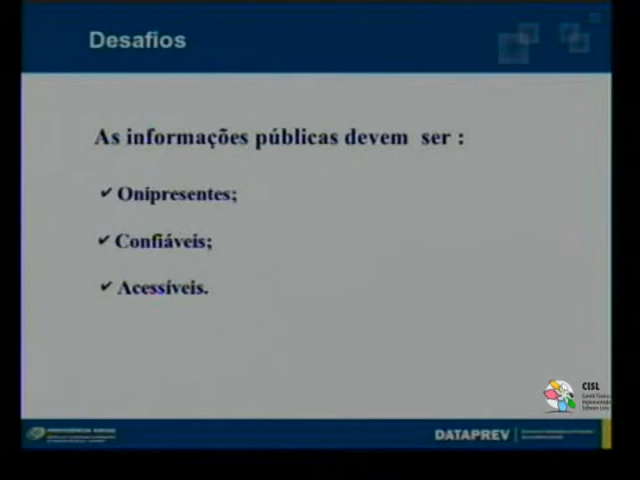 Desafios
As informações públicas devem ser :
✔ Onipresentes;
✔ Confiáveis;
✔ Acessíveis.
CISL
DATAPREV